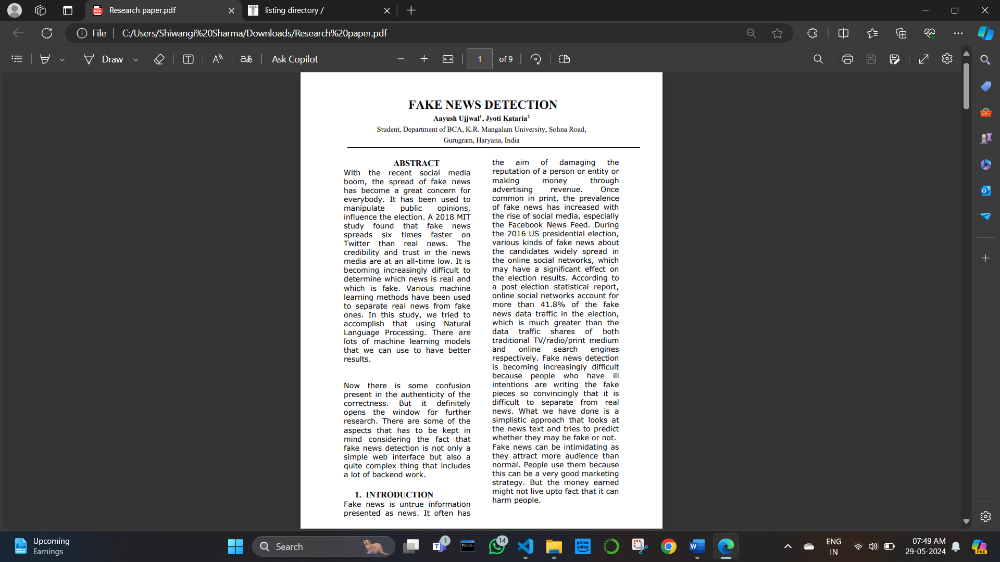 Research paper.pdf
listing directory /
File
C:/Users/Shiwangi%20Sharma/Downloads/Research%20paper.pdf
Draw
aあ
Ask Copilot
1
of 9
FAKE NEWS DETECTION
Aayush Ujjwal¹, Jyoti Kataria²
Student, Department of BCA, K.R. Mangalam University, Sohna Road,
Gurugram, Haryana, India
ABSTRACT
With the recent social media
boom, the spread of fake news
has become a great concern for
everybody. It has been used to
manipulate public opinions,
influence the election. A 2018 MIT
study found that fake news
spreads six times faster on
Twitter than real news. The
credibility and trust in the news
media are at an all-time low. It is
becoming increasingly difficult to
determine which news is real and
which is fake. Various machine
learning methods have been used
to separate real news from fake
ones. In this study, we tried to
accomplish that using Natural
Language Processing. There are
lots of machine learning models
that we can use to have better
results.
Now there is some confusion
present in the authenticity of the
correctness. But it definitely
opens the window for further
research. There are some of the
aspects that has to be kept in
mind considering the fact that
fake news detection is not only a
simple web interface but also a
quite complex thing that includes
a lot of backend work.
1. INTRODUCTION
Fake news is untrue information
presented as news. It often has
the aim of damaging the
reputation of a person or entity or
making money through
advertising revenue. Once
common in print, the prevalence
of fake news has increased with
the rise of social media, especially
the Facebook News Feed. During
the 2016 US presidential election,
various kinds of fake news about
the candidates widely spread in
the online social networks, which
may have a significant effect on
the election results. According to
a post-election statistical report,
online social networks account for
more than 41.8% of the fake
news data traffic in the election,
which is much greater than the
data traffic shares of both
traditional TV/radio/print medium
and online search engines
respectively. Fake news detection
is becoming increasingly difficult
because people who have ill
intentions are writing the fake
pieces so convincingly that it is
difficult to separate from real
news. What we have done is a
simplistic approach that looks at
the news text and tries to predict
whether they may be fake or not.
Fake news can be intimidating as
they attract more audience than
normal. People use them because
this can be a very good marketing
strategy. But the money earned
might not live upto fact that it can
harm people.
Upcoming
Earnings
Search
1
MySQL
14
prime
video
ENG
IN
07:49 AM
29-05-2024
PRE